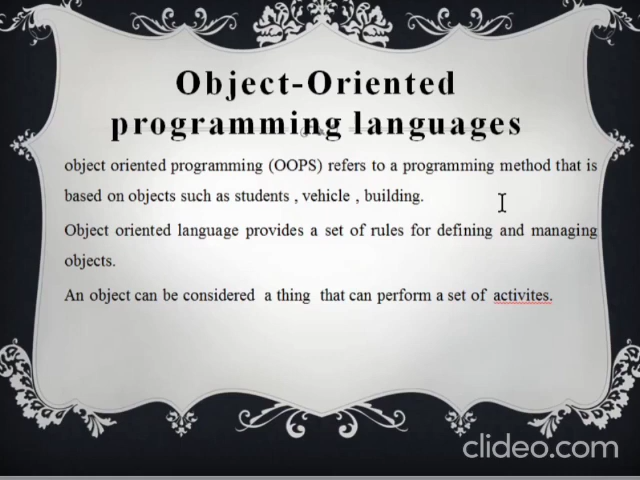 Object-Oriented
programming languages
object oriented programming (OOPS) refers to a programming method that is
based on objects such as students , vehicle , building.
Object oriented language provides a set of rules for defining and managing
objects.
An object can be considered a thing that can perform a set of activites.
clideo.com